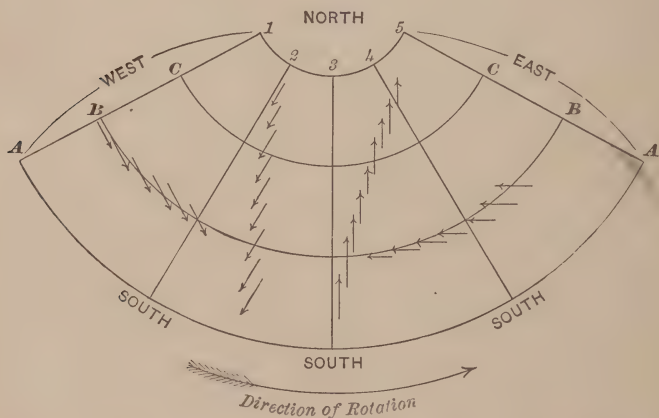 NORTH
1 5
2 3 4
WEST EAST
C C
B B
A A
SOUTH SOUTH
SOUTH
Direction of Rotation